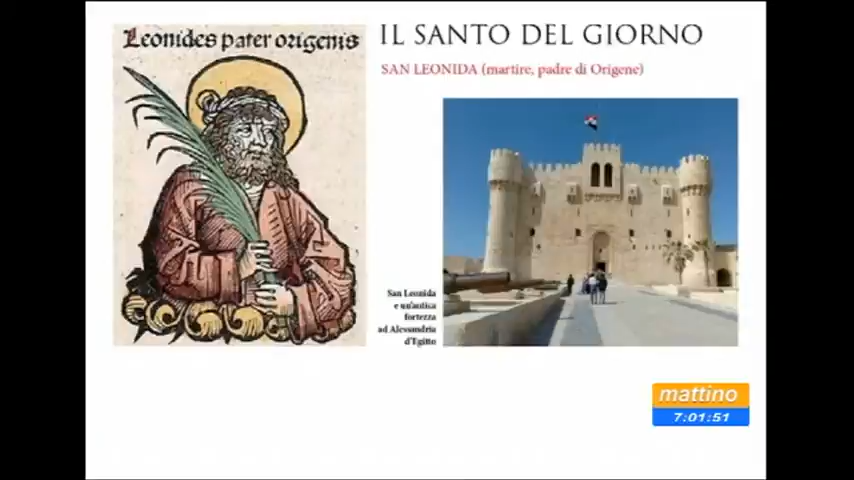 Leonides pater origenis
IL SANTO DEL GIORNO
SAN LEONIDA (martire, padre di Origene)
San Leonida
e un'antica
fortezza
ad Alessandria
d'Egitto
mattino
7:01:51